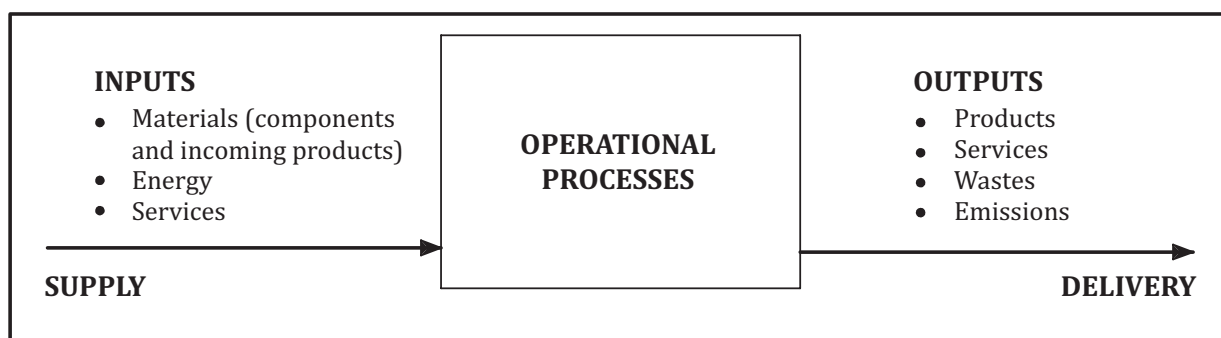 INPUTS
• Materials (components
and incoming products)
• Energy
• Services
SUPPLY
OPERATIONAL
PROCESSES
OUTPUTS
• Products
• Services
• Wastes
• Emissions
DELIVERY